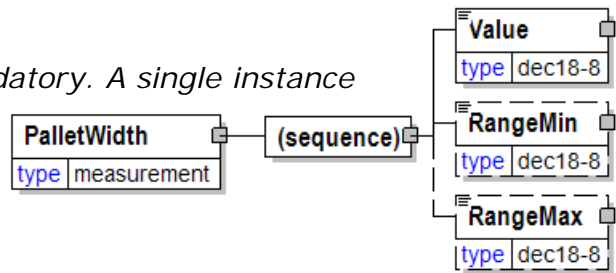 Value
type dec18-8
datory. A single instance
RangeMin
type dec18-8
PalletWidth
type measurement
(sequence)
RangeMax
type dec18-8